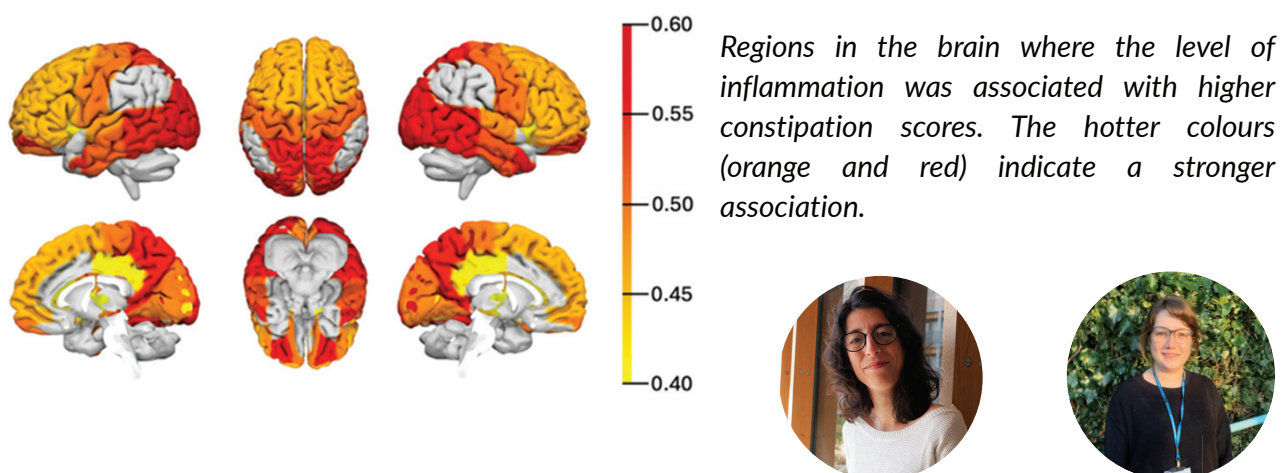 0.60
0.55
0.50
0.45
0.40
Regions in the brain where the level of
inflammation was associated with higher
constipation scores. The hotter colours
(orange and red) indicate a stronger
association.